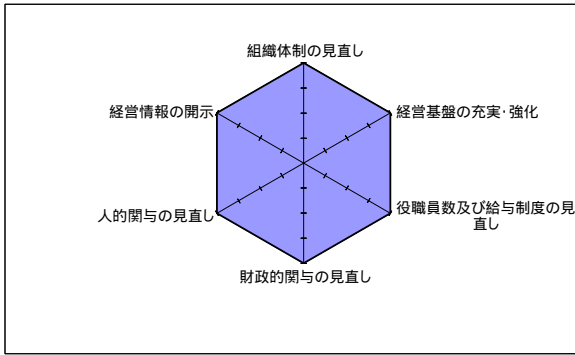 組織体制の見直し
経営情報の開示
経営基盤の充実･強化
人的関与の見直し
役職員数及び給与制度の見
直し
財政的関与の見直し